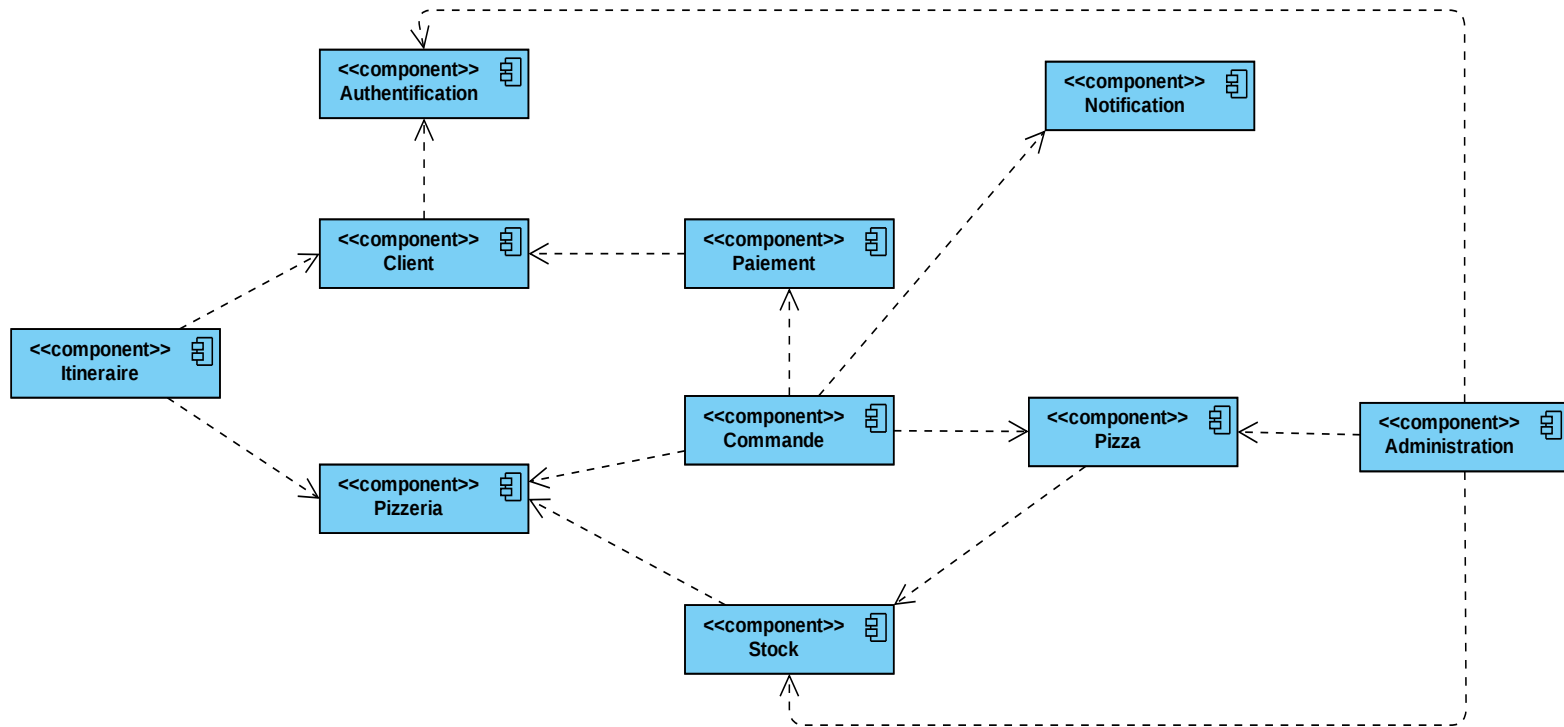 <<component>>
Authentification
<<component>>
Notification
<<component>>
Client
<<component>>
Paiement
<<component>>
Itineraire
<<component>>
Commande
<<component>>
Pizza
<<component>>
Administration
<<component>>
Pizzeria
<<component>>
Stock